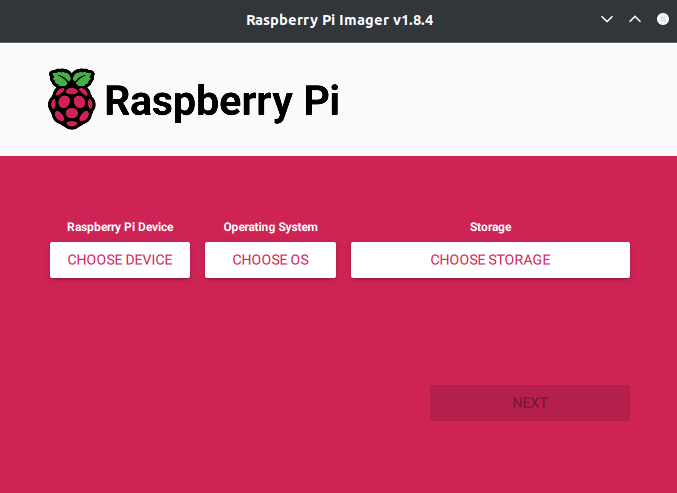 Raspberry Pi Imager v1.8.4
Raspberry Pi
Raspberry Pi Device
Operating System
Storage
CHOOSE DEVICE
CHOOSE OS
CHOOSE STORAGE
NEXT